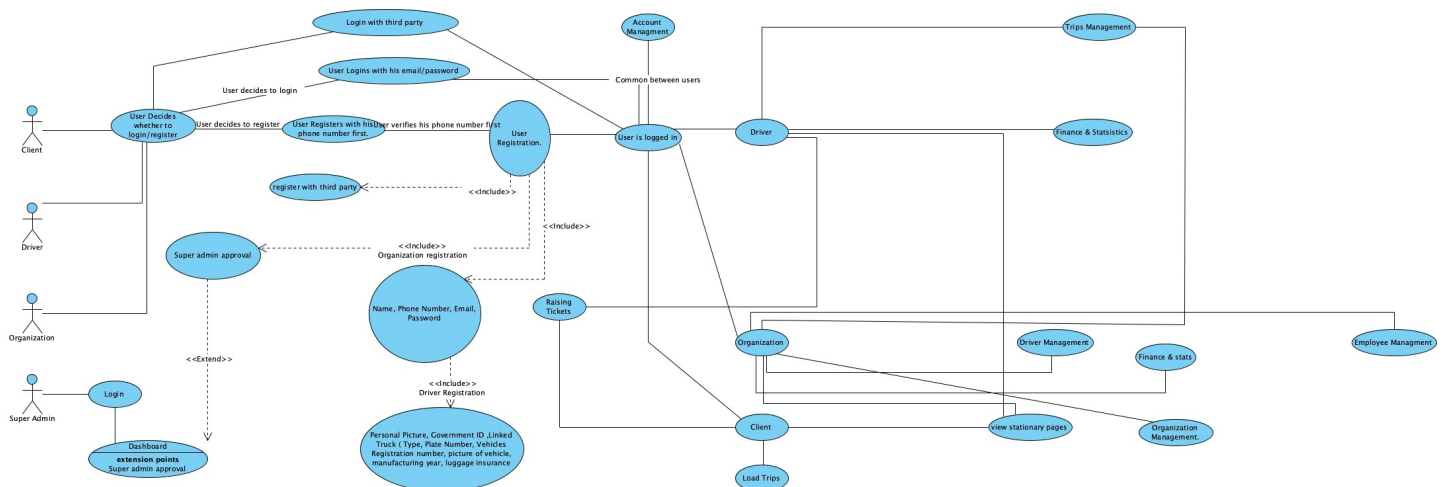 Login with third party
Account
Managment
Trips Management
User Logins with his email/password
Common between users
User decides to login
User Decides
whether to
login/register
User decides to register
User Registers with his
phone number first.
User verifies his phone number first
User
Registration.
User is logged in
Driver
Finance & Statsistics
Client
register with third party
<<Include>>
<<Include>>
Driver
Super admin approval
<<Include>>
Organization registration
Name, Phone Number, Email,
Password
Raising
Tickets
Organization
Organization
Driver Management
Finance & stats
Employee Managment
<<Extend>>
<<Include>>
Driver Registration
Super Admin
Login
Client
view stationary pages
Organization
Management.
Personal Picture, Government ID ,Linked
Truck ( Type, Plate Number, Vehicles
Registration number, picture of vehicle,
manufacturing year, luggage insurance
Dashboard
extension points
Super admin approval
Load Trips